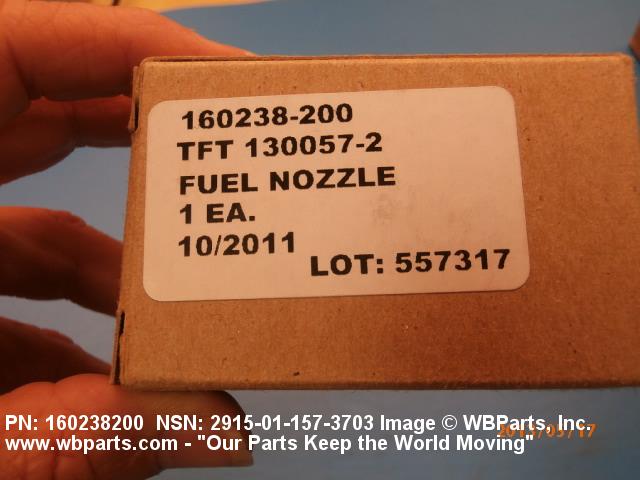 160238-200
TFT 130057-2
FUEL NOZZLE
1 EA.
10/2011
LOT: 557317
PN: 160238200 NSN: 2915-01-157-3703 Image © WBParts, Inc.
www.wbparts.com - "Our Parts Keep the World Moving"